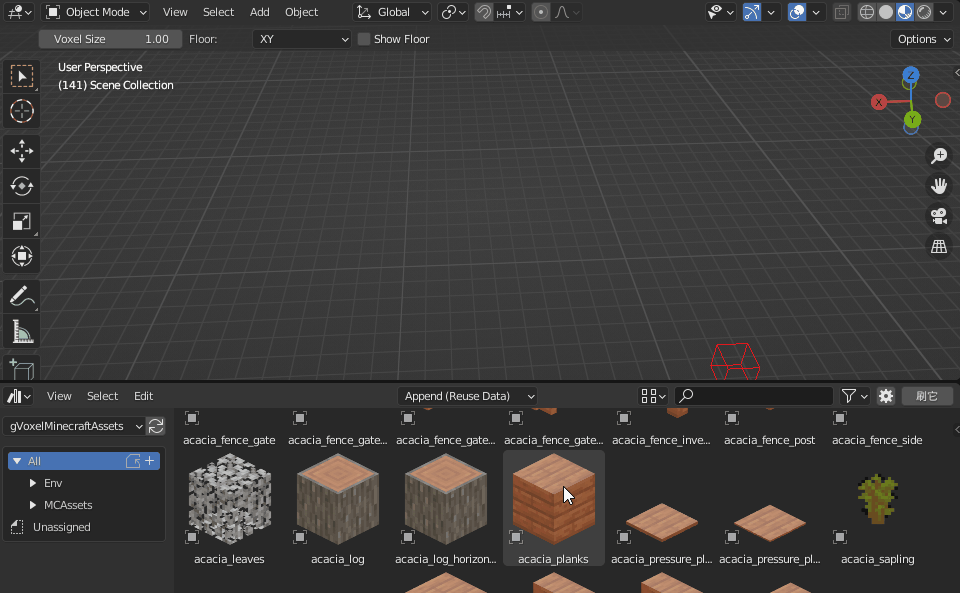 Object Mode View Select Add Object Global
Voxel Size 1.00 Floor: XY Show Floor Options
User Perspective
(141) Scene Collection
Z
X
Y
View Select Edit Append (Reuse Data) 刷它
gVoxelMinecraftAssets
acacia_fence_gate acacia_fence_gate... acacia_fence_gate... acacia_fence_gate... acacia_fence_inve... acacia_fence_post acacia_fence_side
All
Env
MCAssets
Unassigned
acacia_leaves acacia_log acacia_log_horizon... acacia_planks acacia_pressure_pl... acacia_pressure_pl... acacia_sapling